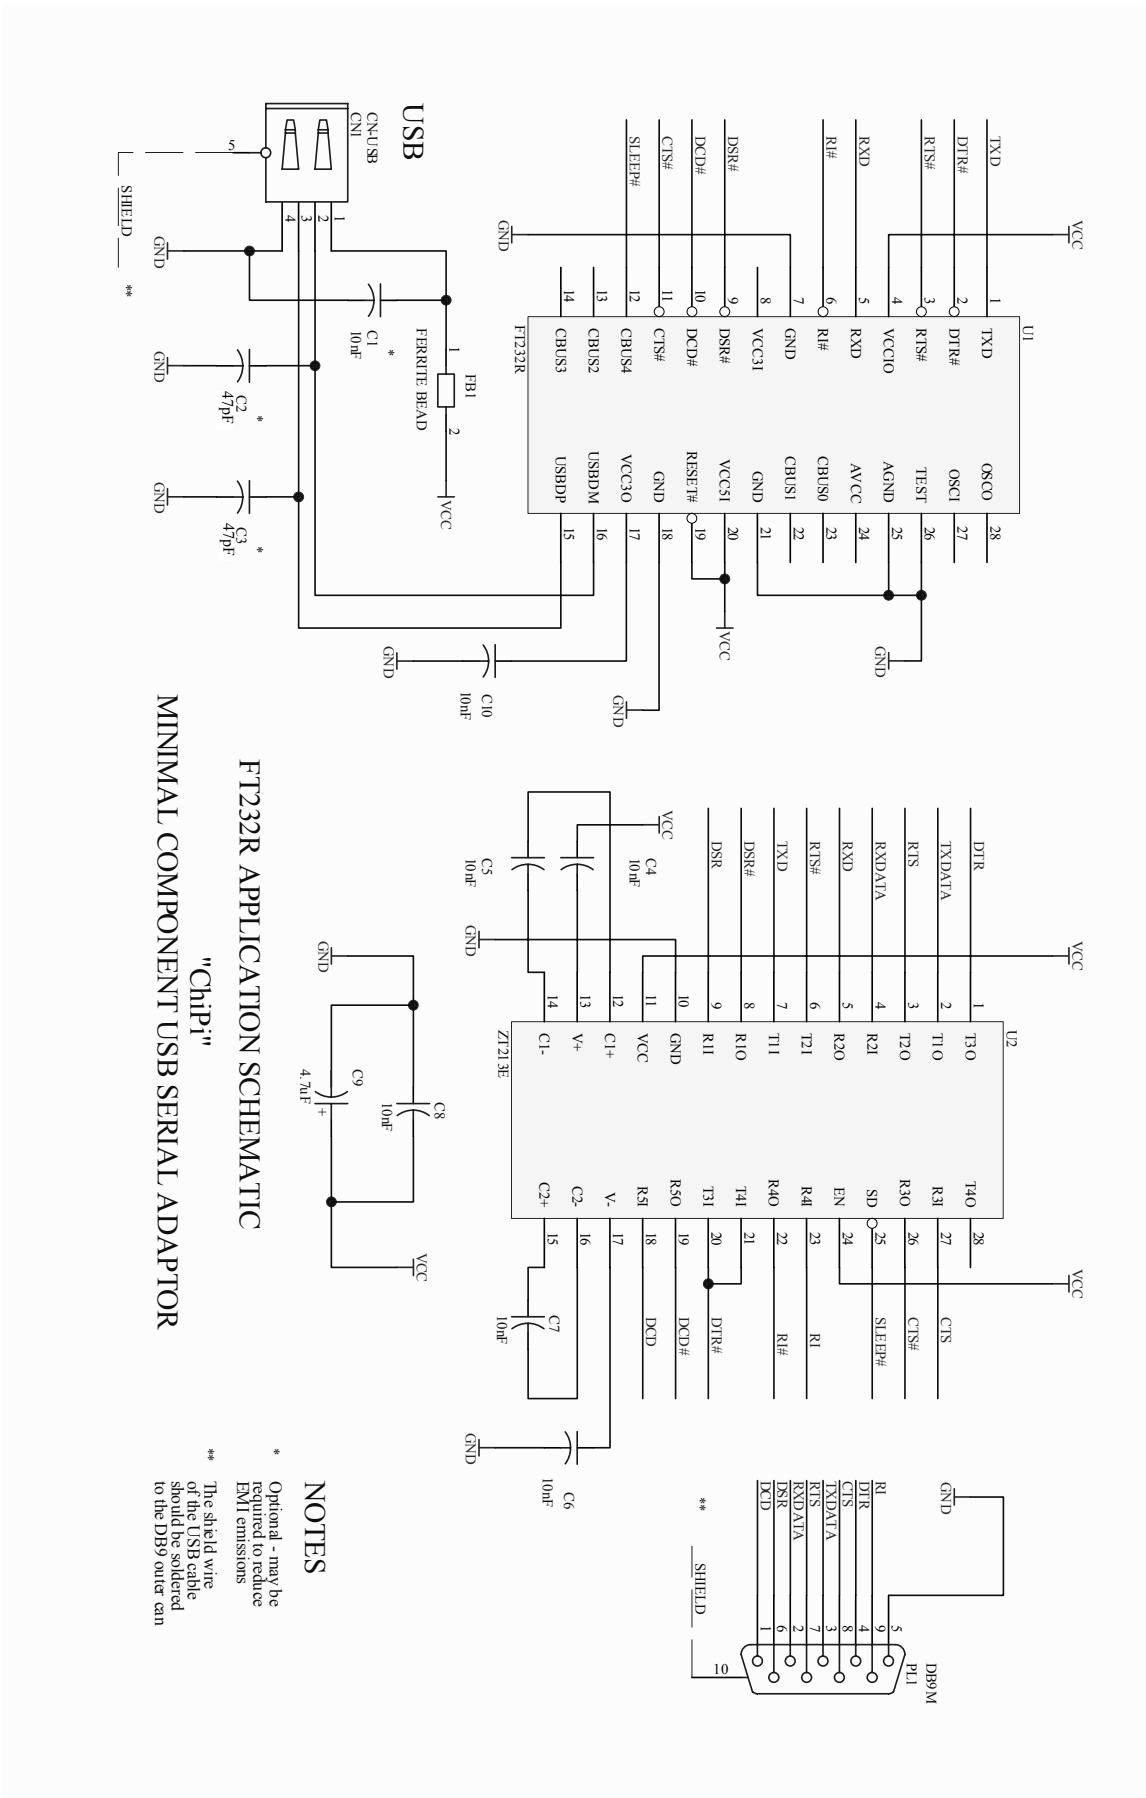 USB
CN-USB
CN1
5
SHIELD
**
1
2
3
4
GND
C1
10nF
*
1
FB1
2
FERRITE BEAD
VCC
GND
C2
47pF
*
GND
C3
47pF
*
U1
FT232R
TXD 1 TXD
DTR# 2 DTR#
RTS# 3 RTS#
VCC
4 VCCIO
RXD 5 RXD
RI# 6 RI#
GND
7 GND
8 VCC3I
DSR# 9 DSR#
DCD# 10 DCD#
CTS# 11 CTS#
SLEEP# 12 CBUS4
13 CBUS2
14 CBUS3
OSCO 28
OSCI 27
TEST 26
AGND 25
AVCC 24
CBUS0 23
CBUS1 22
GND 21
VCC5I 20
RESET# 19
GND 18
VCC3O 17
USBDM 16
USBDP 15
GND
VCC
GND
C10
10nF
GND
U2
ZT213E
DTR 1 T3O
TXDATA 2 T1O
RTS 3 T2O
RXDATA 4 R2I
RXD 5 R2O
RTS# 6 T2I
TXD 7 T1I
DSR# 8 R1O
DSR 9 R1I
GND
10 GND
VCC
11 VCC
12 C1+
13 V+
14 C1-
VCC
C4
10nF
C5
10nF
T4O 28
R3I 27 CTS
R3O 26 CTS#
SD 25 SLEEP#
EN 24
VCC
R4I 23 RI
R4O 22 RI#
T4I 21
T3I 20 DTR#
R5O 19 DCD#
R5I 18 DCD
V- 17
C2- 16
C2+ 15
C7
10nF
C6
10nF
GND
GND
C8
10nF
C9
4.7uF
+
VCC
GND
DB9M
PL1
5
RI 9
DTR 4
CTS 8
TXDATA 3
RTS 7
RXDATA 2
DSR 6
DCD 1
10
SHIELD
**
FT232R APPLICATION SCHEMATIC
"ChiPi"
MINIMAL COMPONENT USB SERIAL ADAPTOR
NOTES
* Optional - may be
required to reduce
EMI emissions
** The shield wire
of the USB cable
should be soldered
to the DB9 outer can